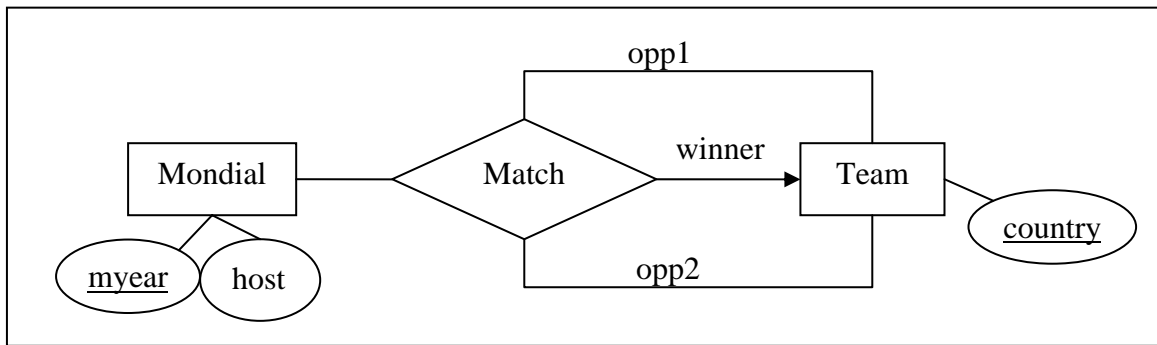 opp1
winner
Mondial
Match
Team
country
myear
host
opp2